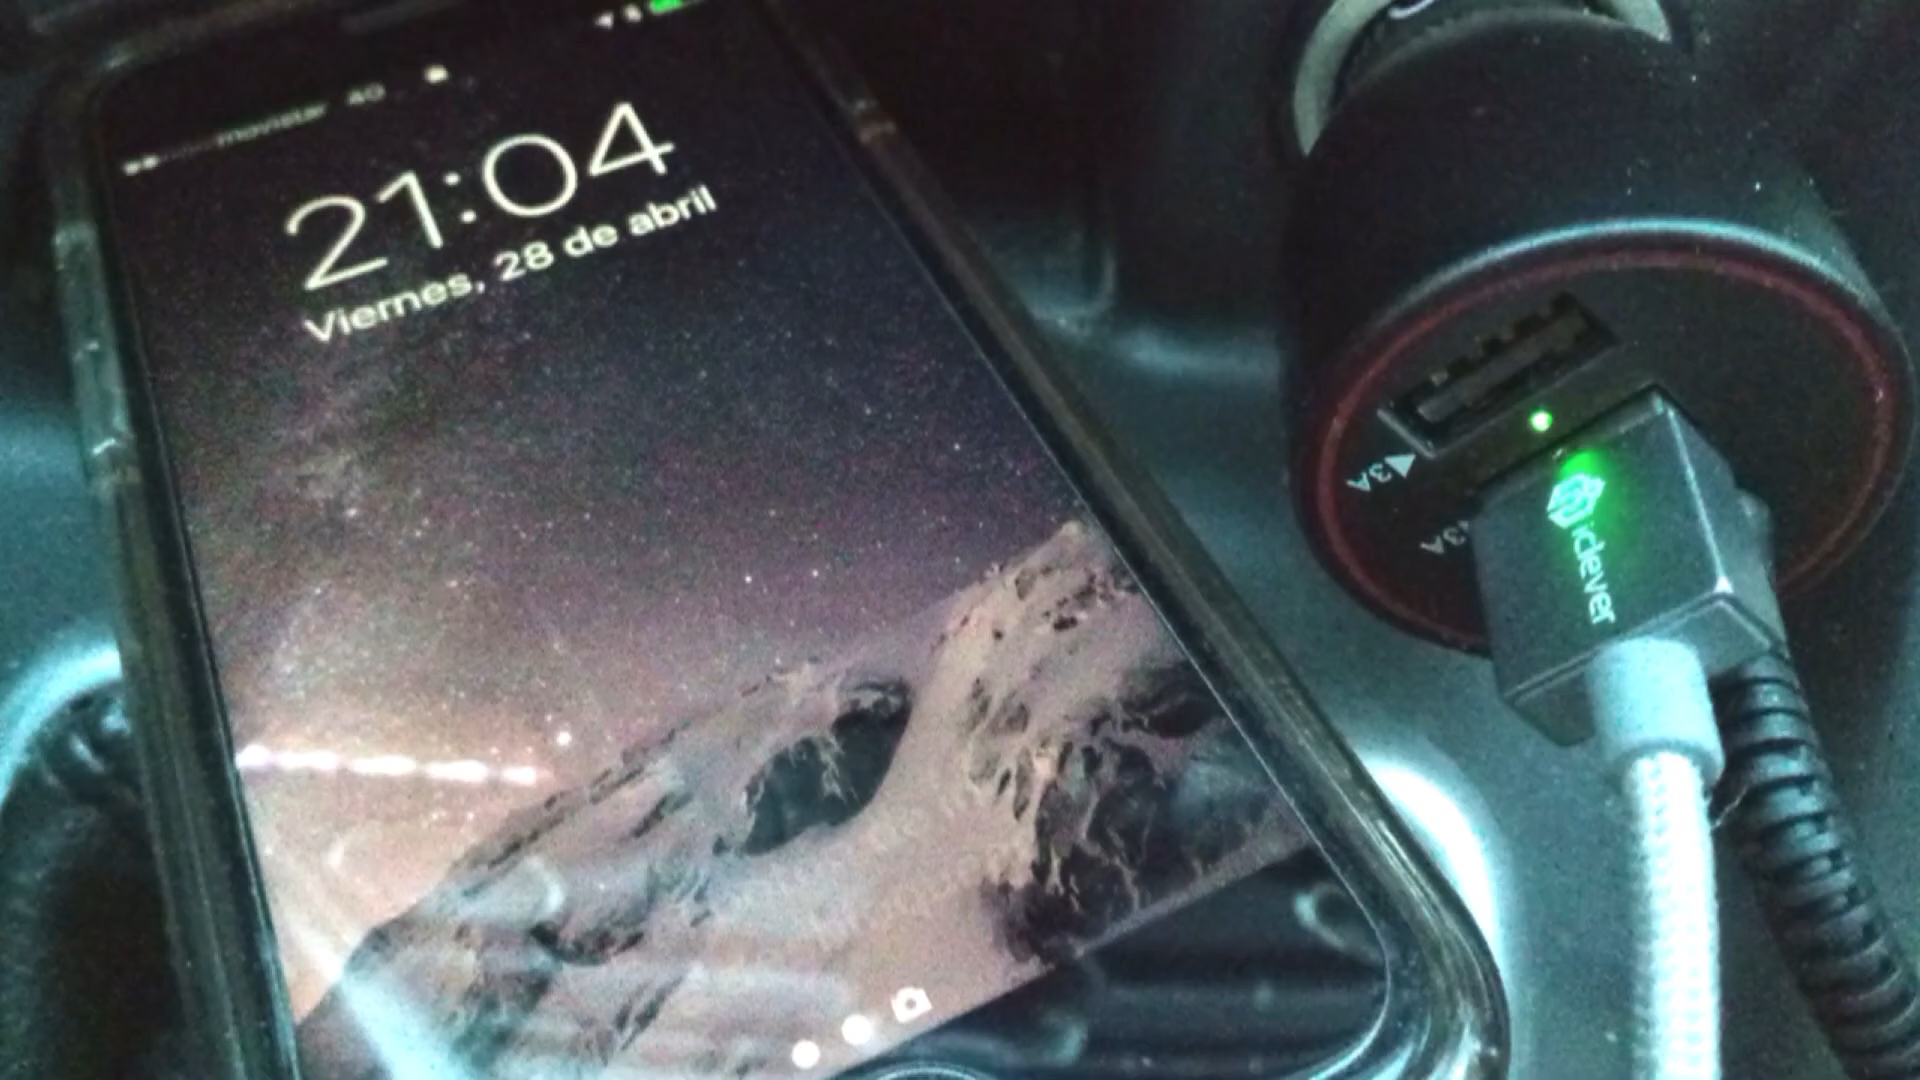 movistar 4G
21:04
Viernes, 28 de abril
3A
3A
iclever